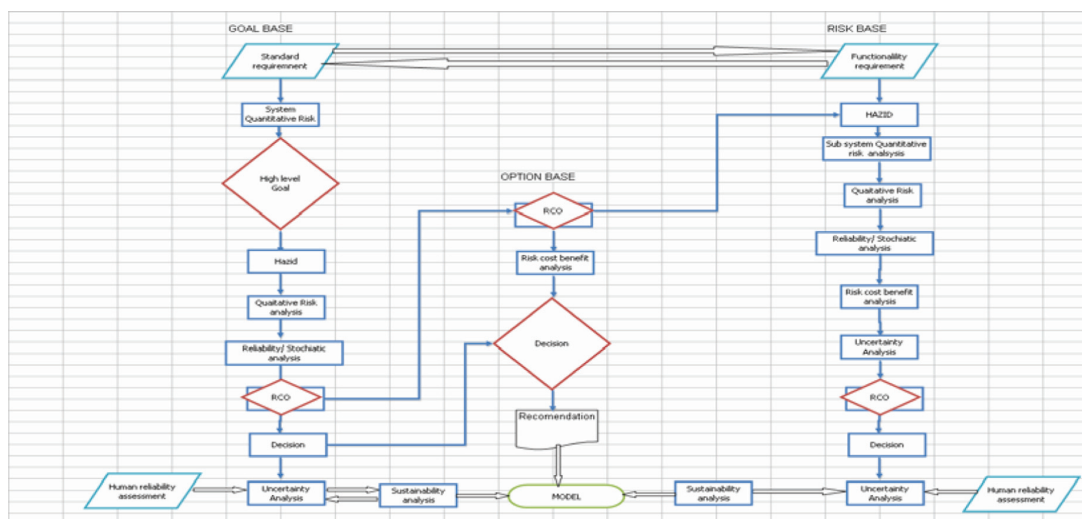 GOAL BASE
Standard
requiremnent
System
Quantitative Risk
High level
Goal
Hazid
Quaitative Risk
analysis
Reliability/ Stochiatic
analysis
RCO
Decision
Uncertainty
Analysis
Human reliability
assessment
Sustainability
analysis
OPTION BASE
RCO
Risk cost benefit
analysis
Decision
Recomendation
MODEL
RISK BASE
Functionalility
requirement
HAZID
Sub system Quantitative
risk analsysis
Quaitative Risk
analysis
Reliability/ Stochiatic
analysis
Risk cost benefit
analysis
Uncertainty
Analysis
RCO
Decision
Uncertainty
Analysis
Sustainability
analysis
Human reliability
assessment